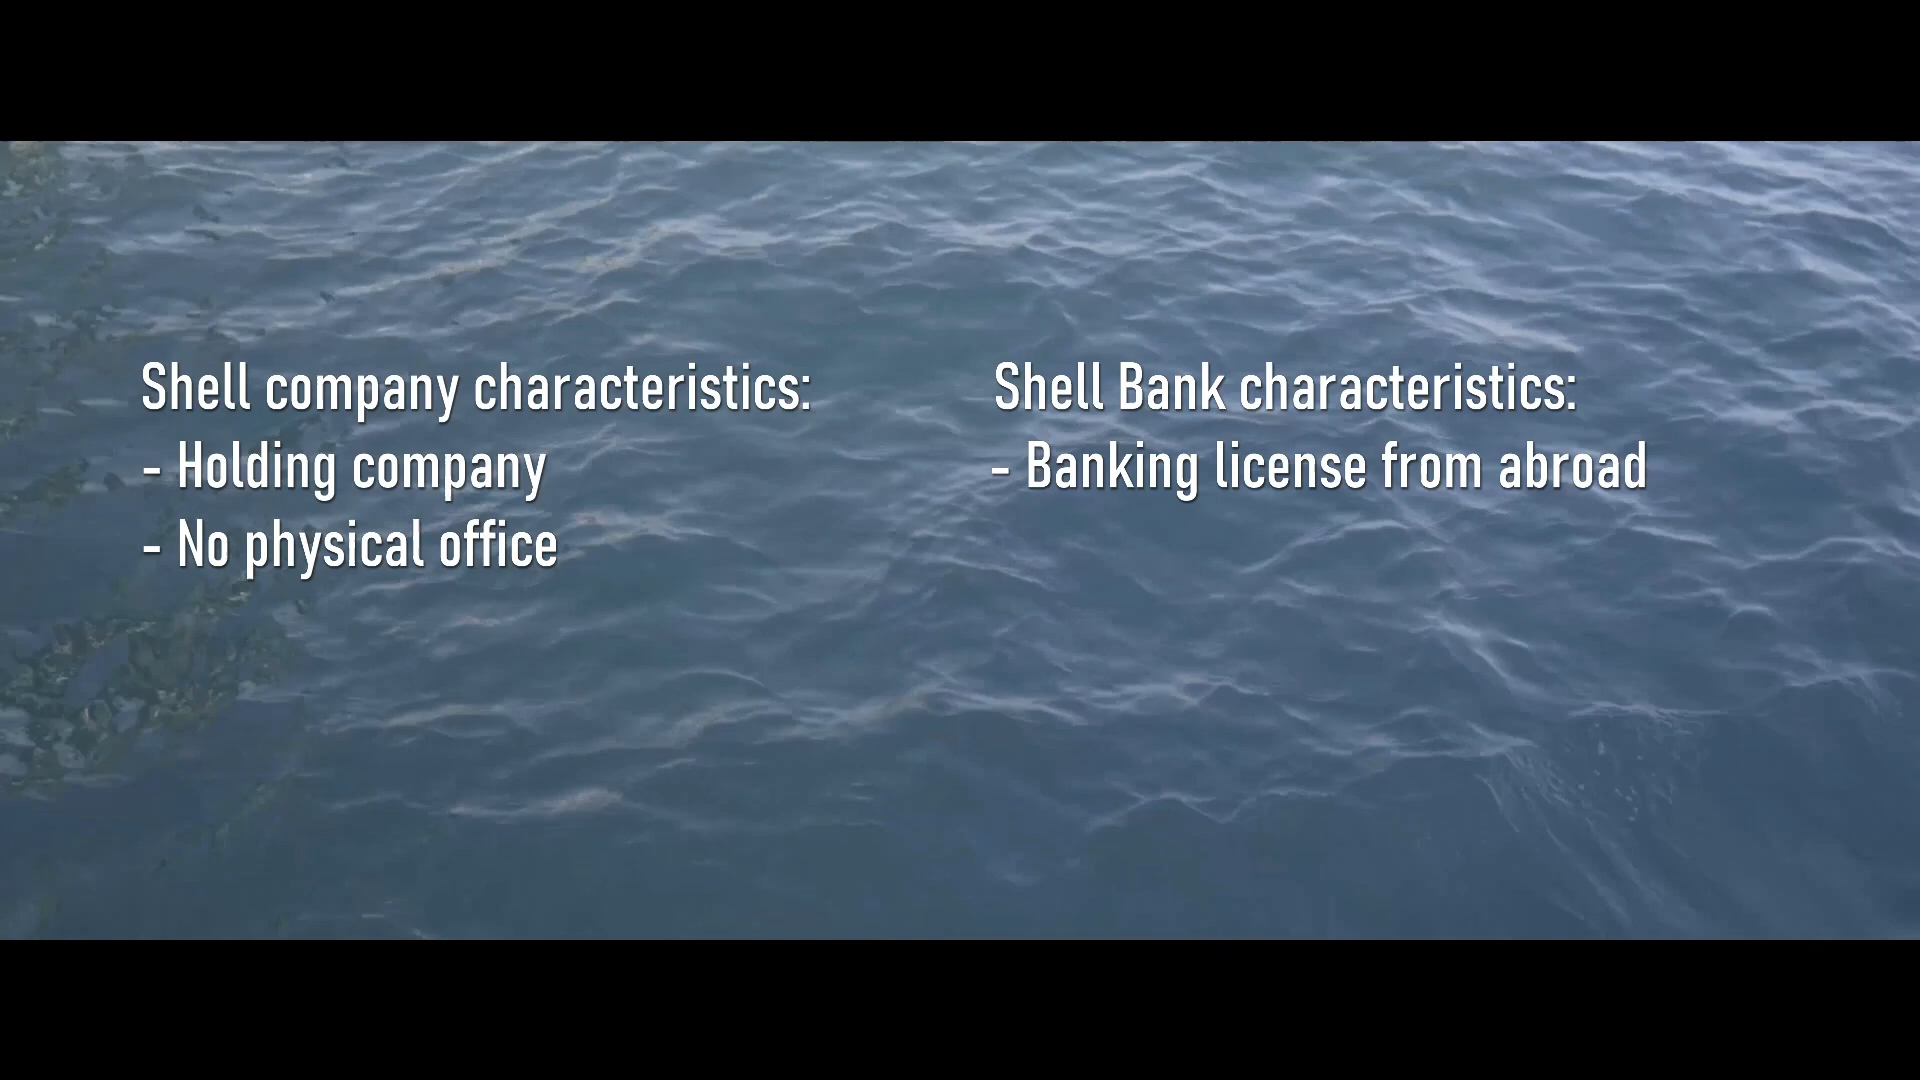 Shell company characteristics:
- Holding company
- No physical office
Shell Bank characteristics:
- Banking license from abroad